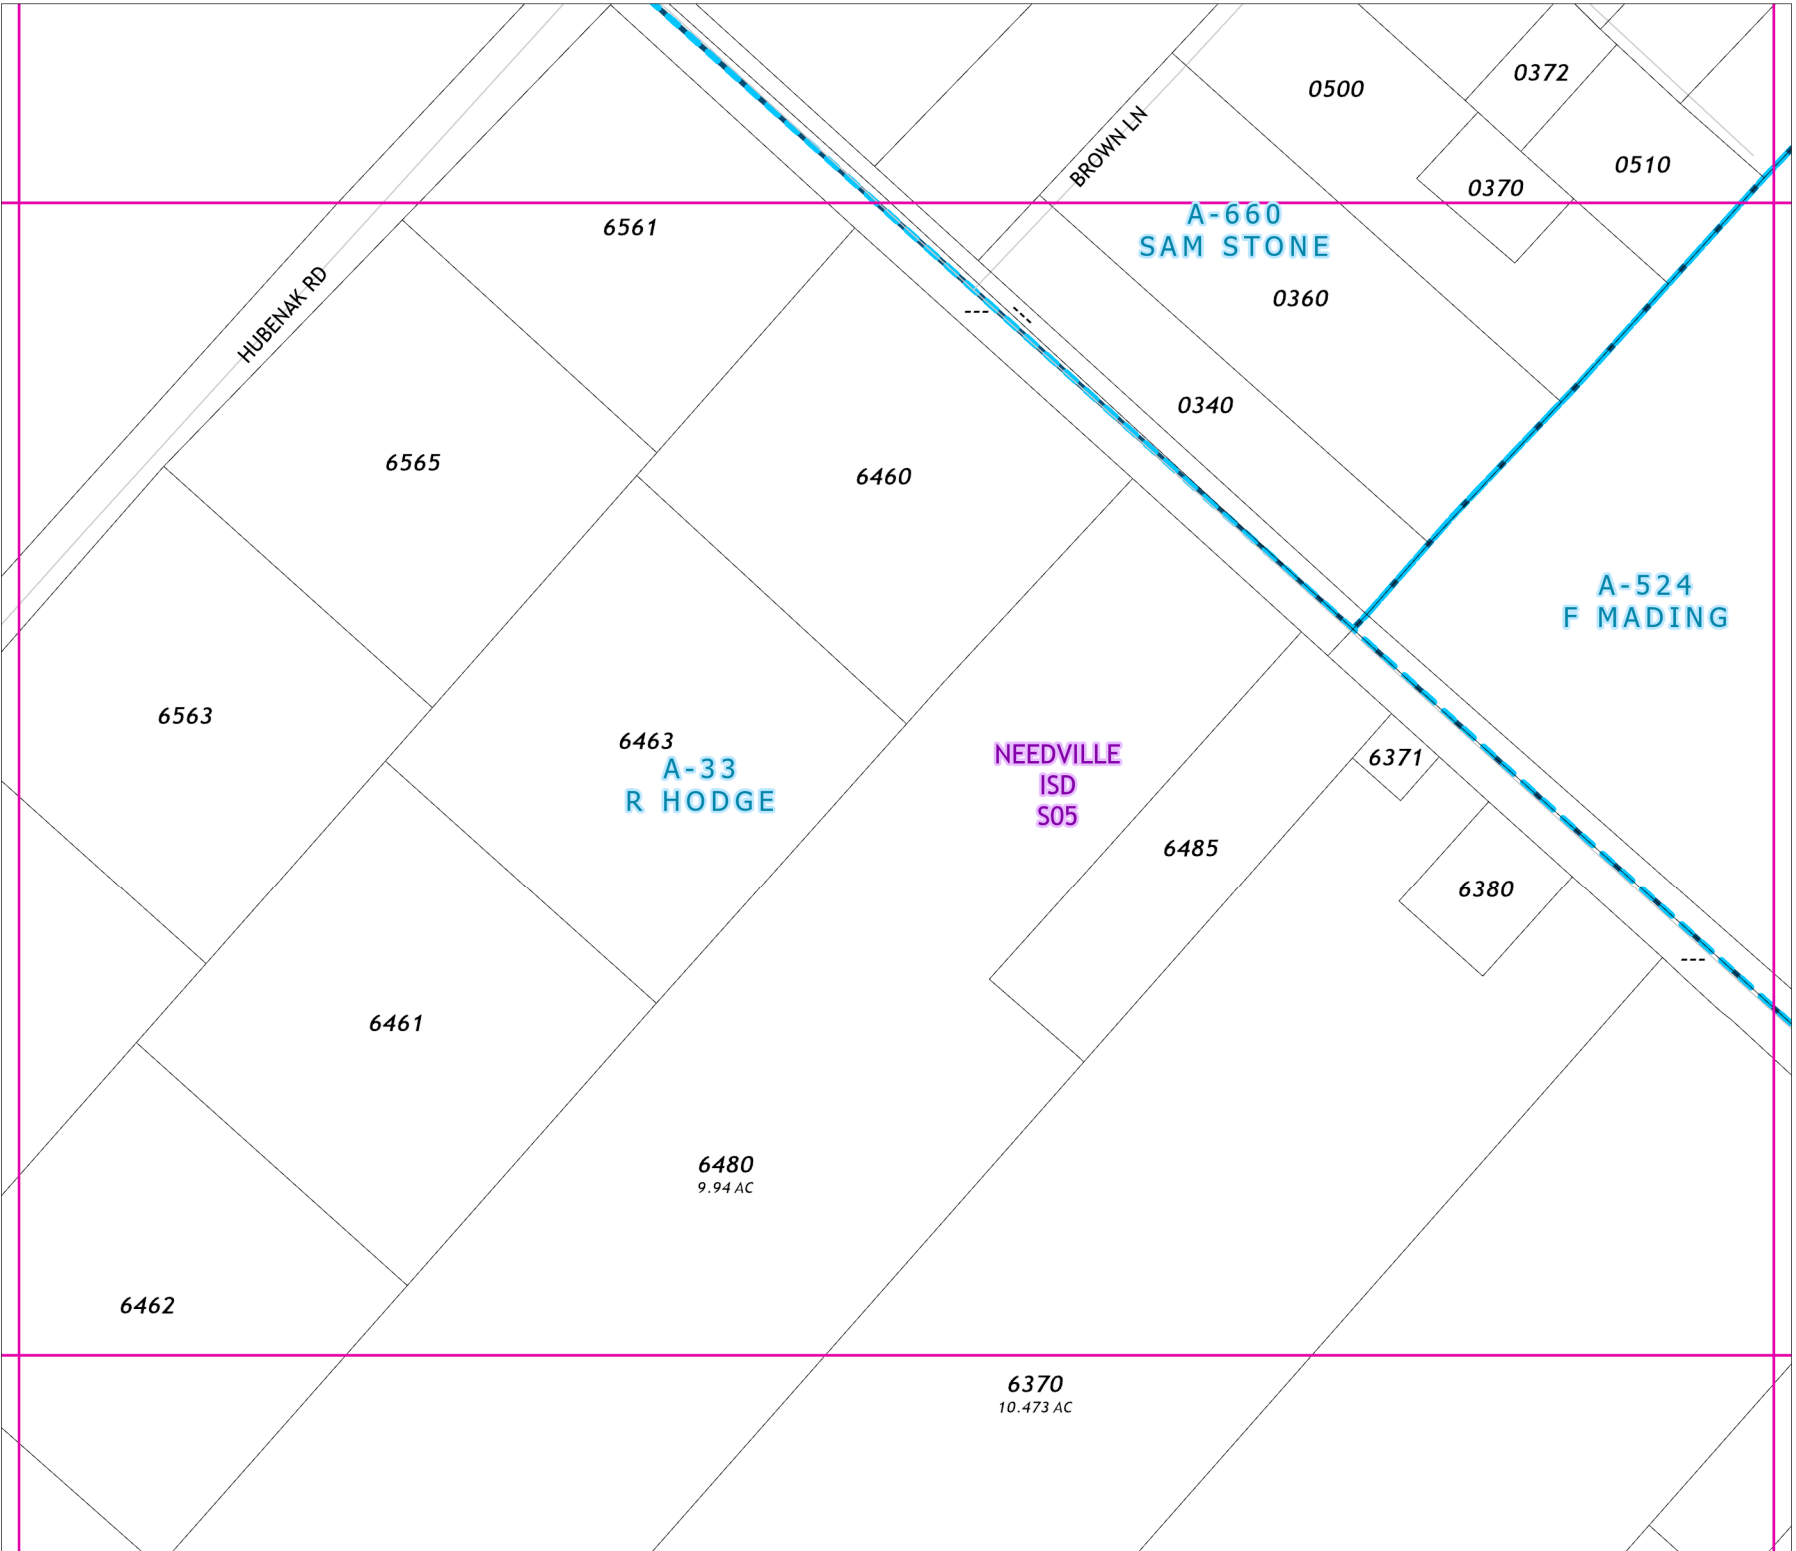 0372
0500
BROWN LN
0510
0370
A-660
SAM STONE
6561
HUBENAK RD
0360
0340
6565
6460
A-524
F MADING
6563
6463
A-33
R HODGE
NEEDVILLE
ISD
S05
6371
6485
6380
6461
6480
9.94 AC
6462
6370
10.473 AC